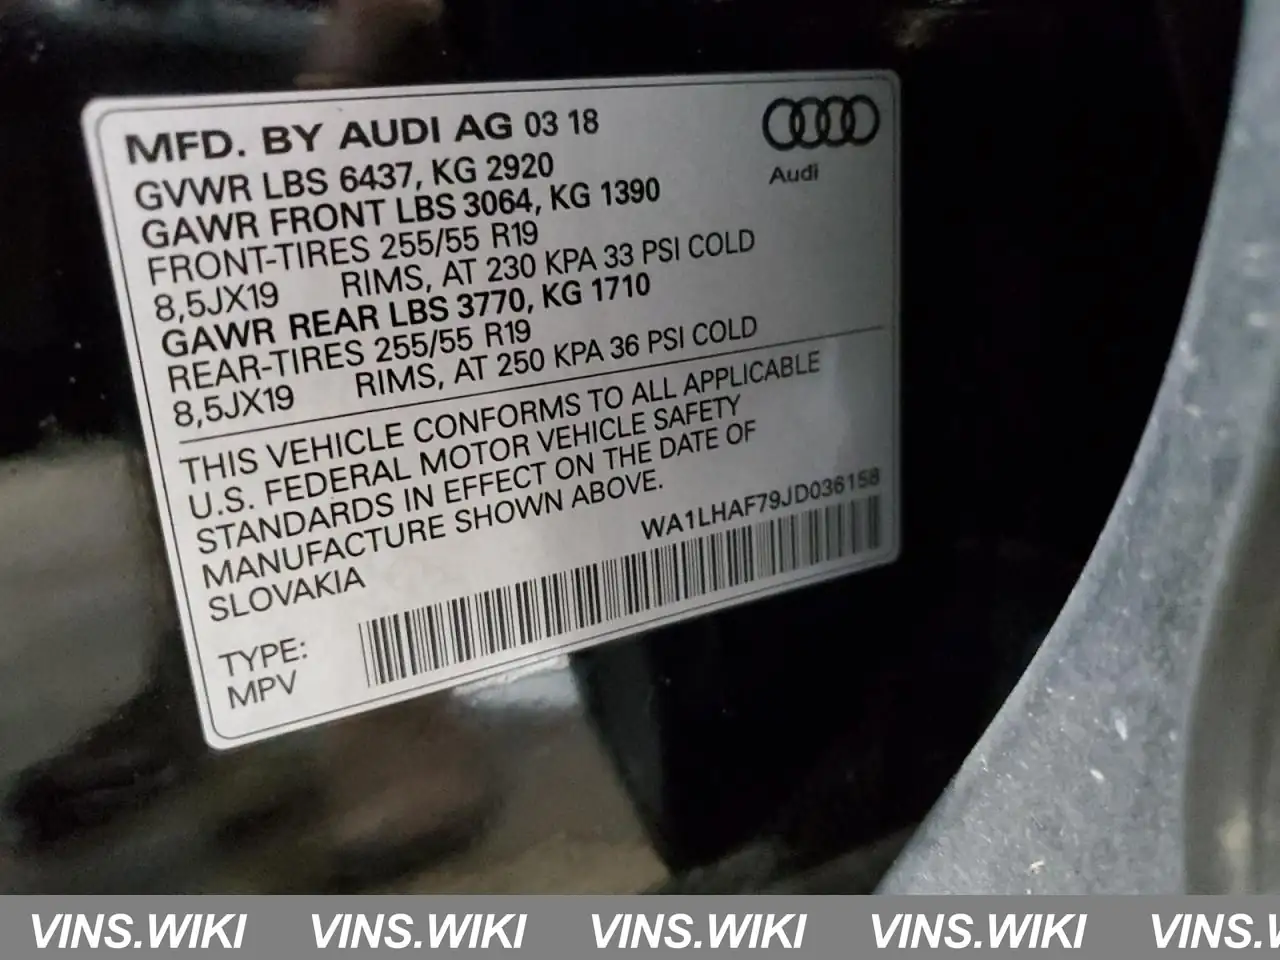 MFD. BY AUDI AG 03 18
GVWR LBS 6437, KG 2920
GAWR FRONT LBS 3064, KG 1390
FRONT-TIRES 255/55 R19
8,5JX19 RIMS, AT 230 KPA 33 PSI COLD
GAWR REAR LBS 3770, KG 1710
REAR-TIRES 255/55 R19
8,5JX19 RIMS, AT 250 KPA 36 PSI COLD
Audi
THIS VEHICLE CONFORMS TO ALL APPLICABLE
U.S. FEDERAL MOTOR VEHICLE SAFETY
STANDARDS IN EFFECT ON THE DATE OF
MANUFACTURE SHOWN ABOVE.
SLOVAKIA
WA1LHAF79JD036158
TYPE:
MPV
VINS.WIKI VINS.WIKI VINS.WIKI VINS.WIKI VINS.W